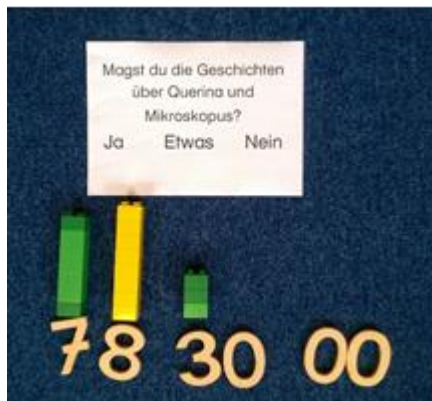 Magst du die Geschichten
über Querina und
Mikroskopus?
Ja Etwas Nein
78 30 00